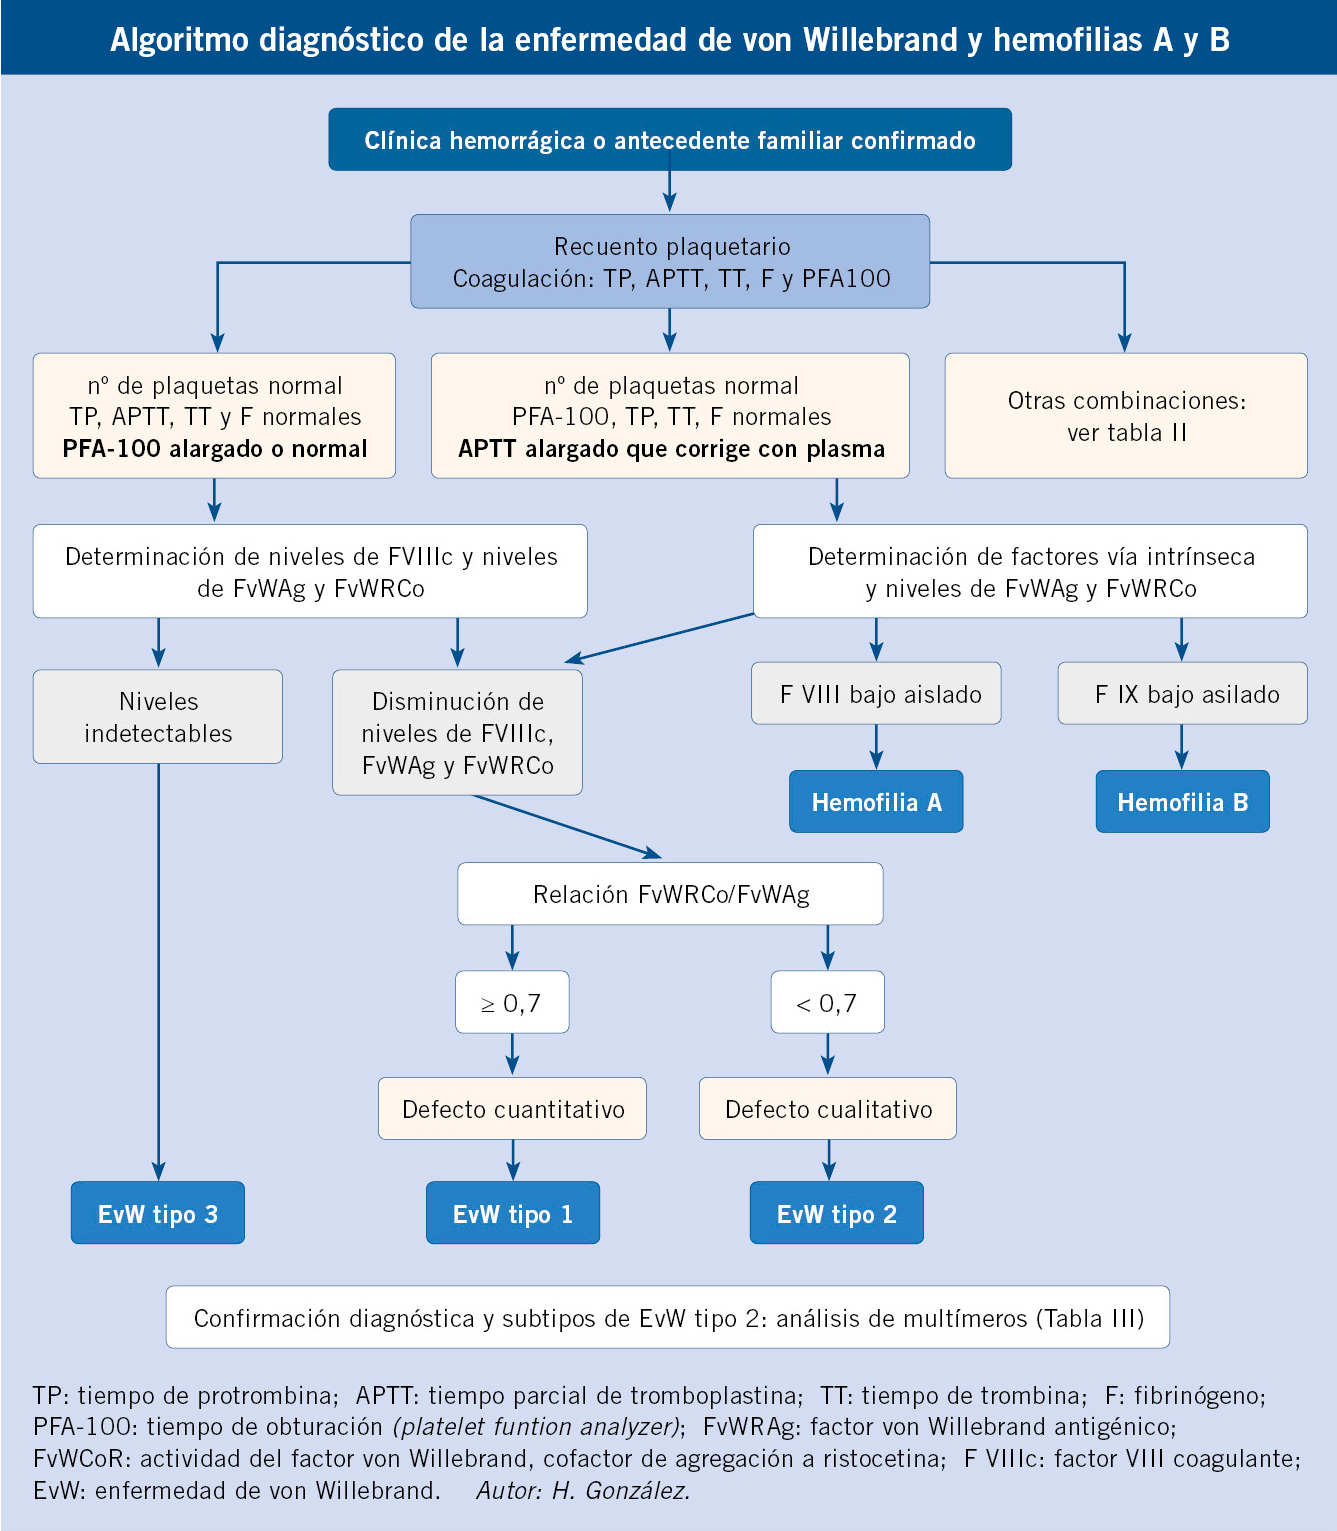 Algoritmo diagnóstico de la enfermedad de von Willebrand y hemofilias A y B
Clínica hemorrágica o antecedente familiar confirmado
Recuento plaquetario
Coagulación: TP, APTT, TT, F y PFA100
nº de plaquetas normal
TP, APTT, TT y F normales
PFA-100 alargado o normal
nº de plaquetas normal
PFA-100, TP, TT, F normales
APTT alargado que corrige con plasma
Otras combinaciones:
ver tabla II
Determinación de niveles de FVIIIc y niveles
de FvWAg y FvWRCo
Determinación de factores vía intrínseca
y niveles de FvWAg y FvWRCo
Niveles
indetectables
Disminución de
niveles de FVIIIc,
FvWAg y FvWRCo
F VIII bajo aislado
F IX bajo asilado
Hemofilia A
Hemofilia B
Relación FvWRCo/FvWAg
≥ 0,7
< 0,7
Defecto cuantitativo
Defecto cualitativo
EvW tipo 3
EvW tipo 1
EvW tipo 2
Confirmación diagnóstica y subtipos de EvW tipo 2: análisis de multímeros (Tabla III)
TP: tiempo de protrombina; APTT: tiempo parcial de tromboplastina; TT: tiempo de trombina; F: fibrinógeno;
PFA-100: tiempo de obturación (platelet funtion analyzer); FvWRAg: factor von Willebrand antigénico;
FvWCoR: actividad del factor von Willebrand, cofactor de agregación a ristocetina; F VIIIc: factor VIII coagulante;
EvW: enfermedad de von Willebrand. Autor: H. González.